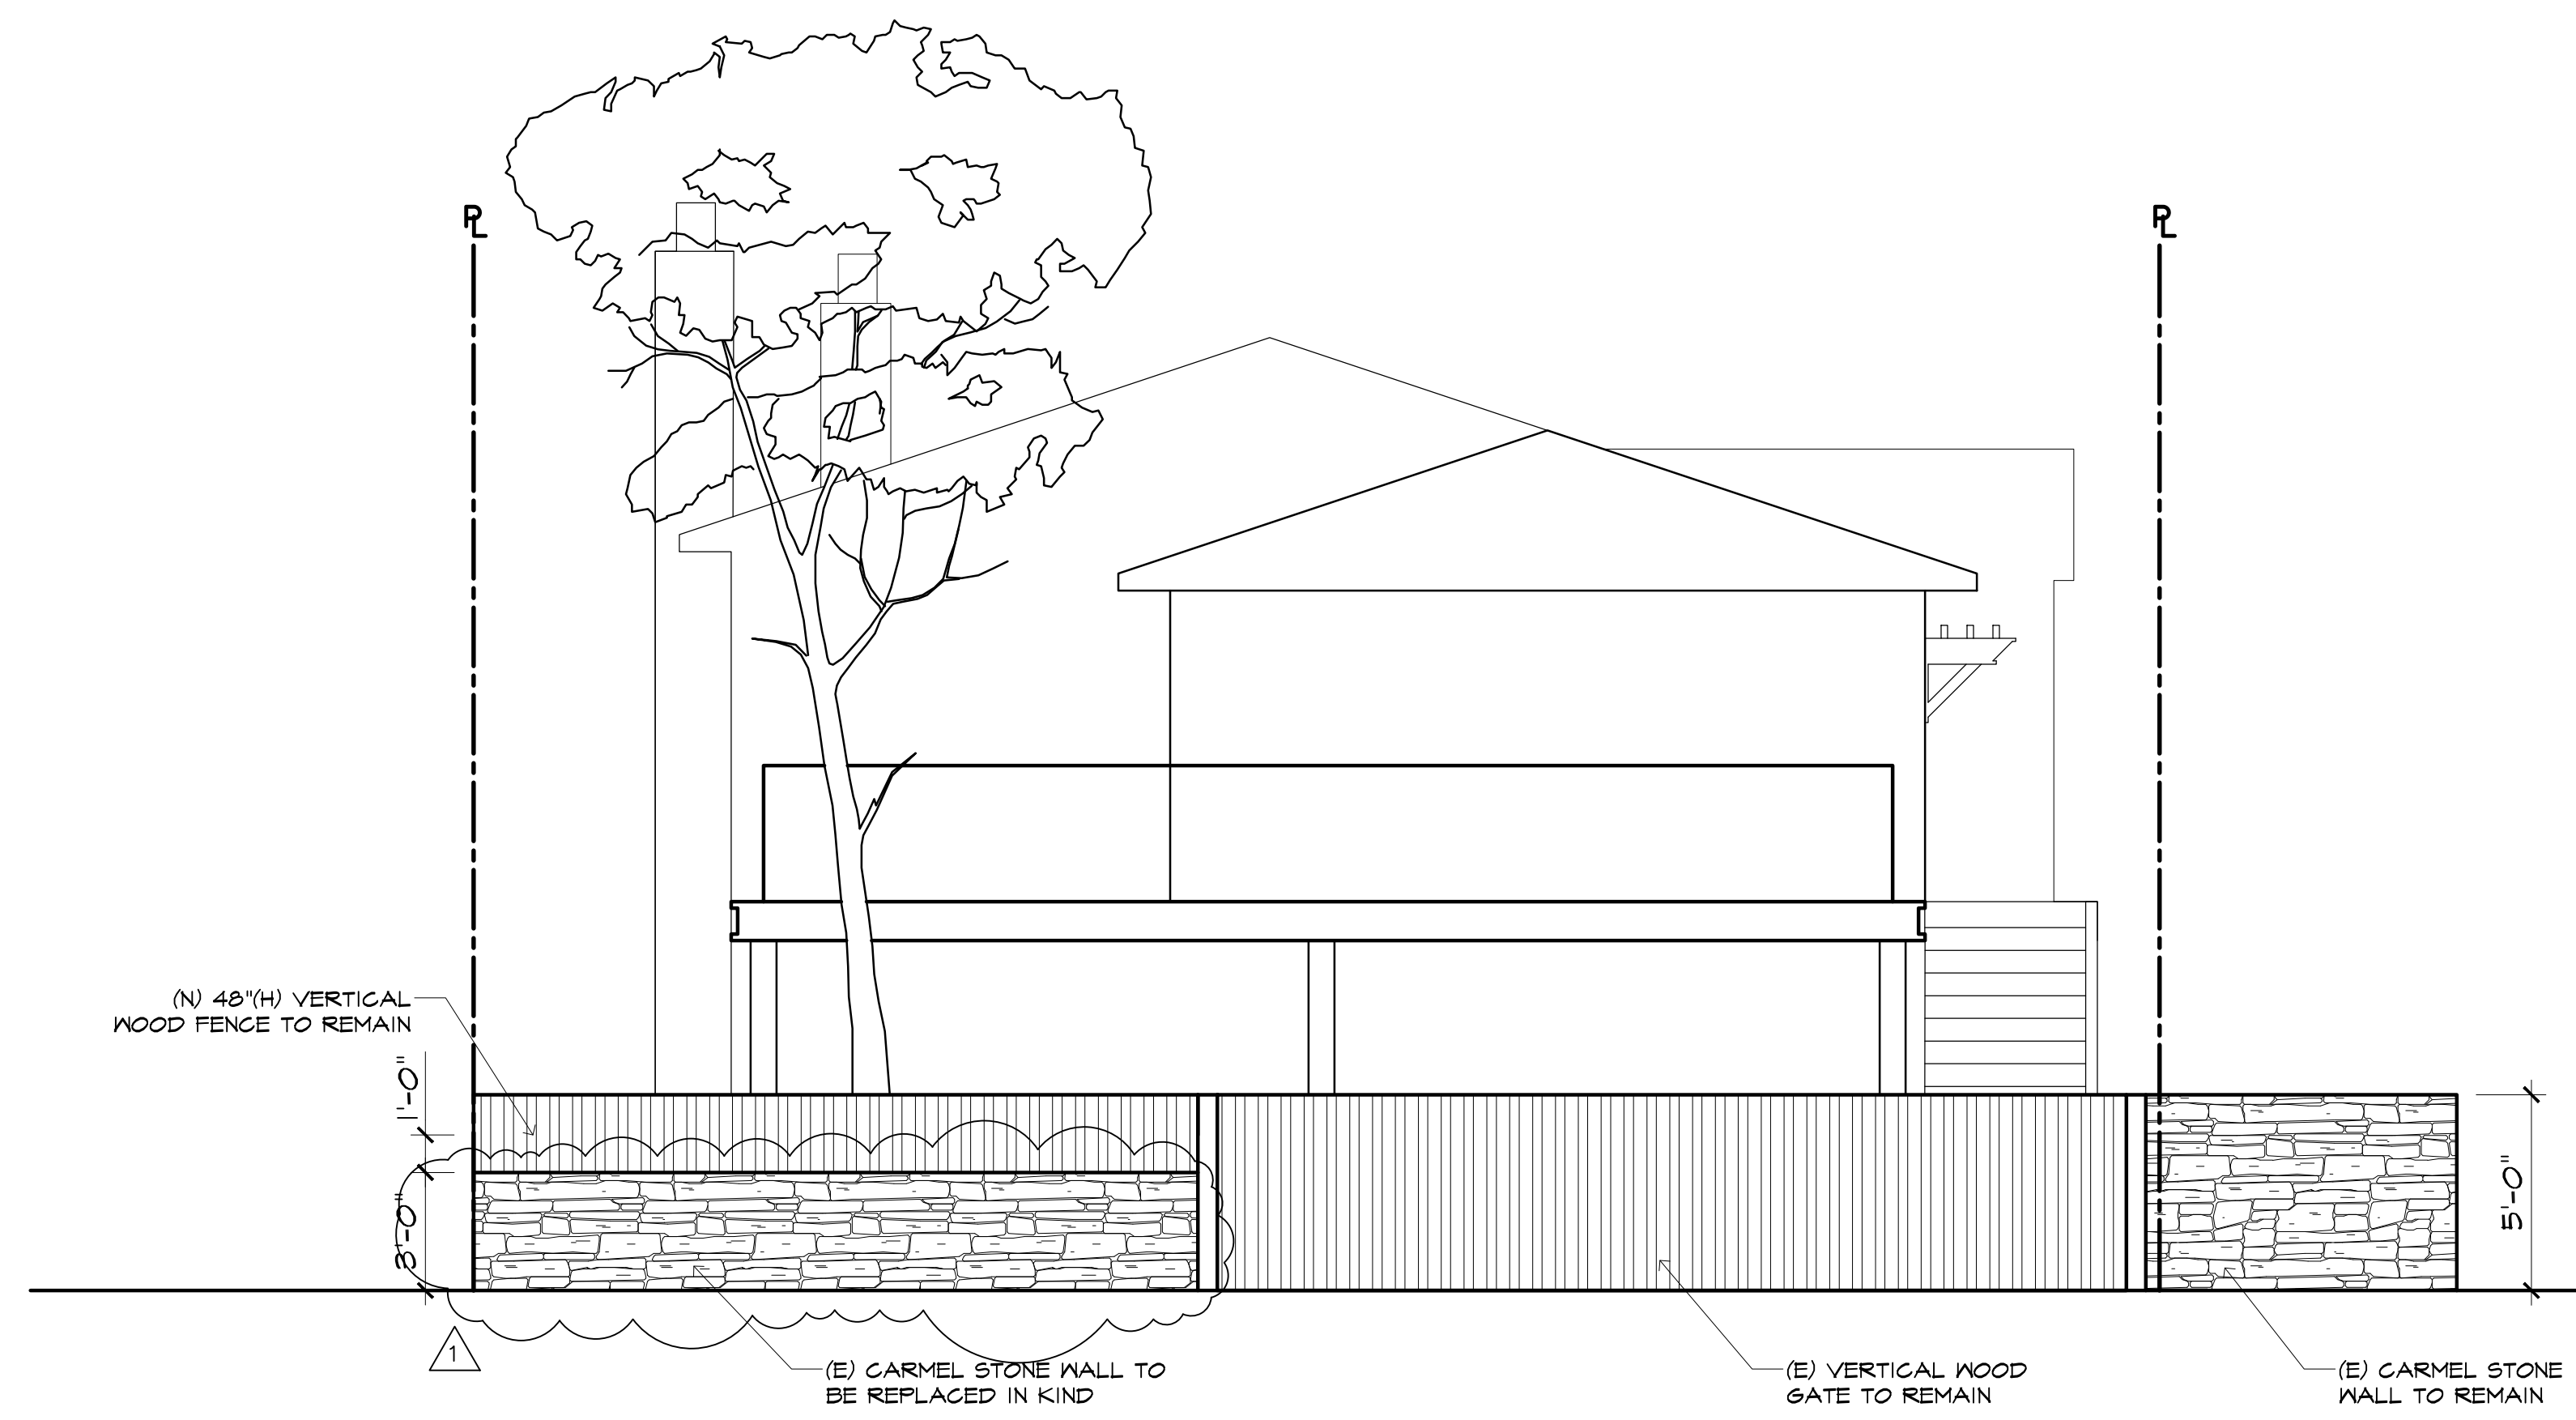 PL
PL
(N) 48"(H) VERTICAL
WOOD FENCE TO REMAIN
1'-0"
3'-0"
5'-0"
1
(E) CARMEL STONE WALL TO
BE REPLACED IN KIND
(E) VERTICAL WOOD
GATE TO REMAIN
(E) CARMEL STONE
WALL TO REMAIN